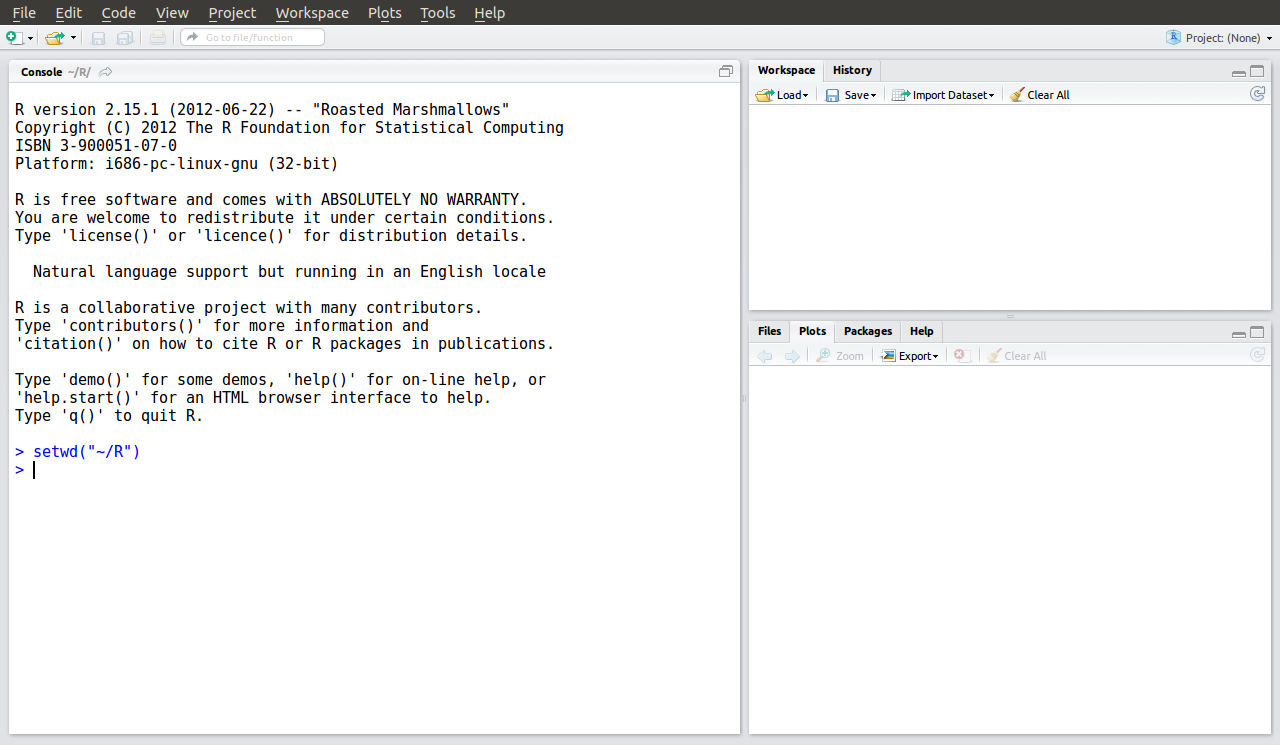 File Edit Code View Project Workspace Plots Tools Help
Go to file/function
Project: (None)
Console ~/R/
R version 2.15.1 (2012-06-22) -- "Roasted Marshmallows"
Copyright (C) 2012 The R Foundation for Statistical Computing
ISBN 3-900051-07-0
Platform: i686-pc-linux-gnu (32-bit)
R is free software and comes with ABSOLUTELY NO WARRANTY.
You are welcome to redistribute it under certain conditions.
Type 'license()' or 'licence()' for distribution details.
Natural language support but running in an English locale
R is a collaborative project with many contributors.
Type 'contributors()' for more information and
'citation()' on how to cite R or R packages in publications.
Type 'demo()' for some demos, 'help()' for on-line help, or
'help.start()' for an HTML browser interface to help.
Type 'q()' to quit R.
> setwd("~/R")
>
Workspace History
Load Save Import Dataset Clear All
Files Plots Packages Help
Zoom Export Clear All